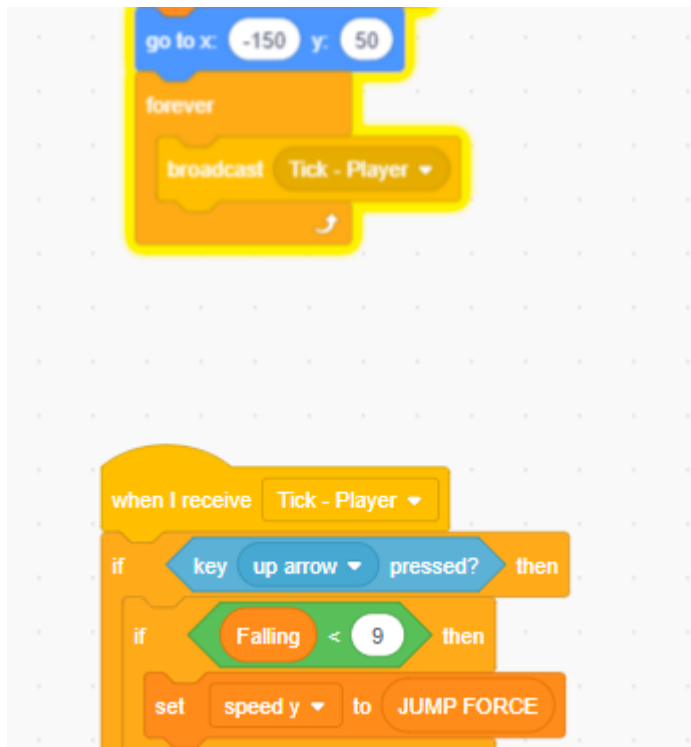 go to x: -150 y: 50
forever
broadcast Tick - Player
when I receive Tick - Player
if key up arrow pressed? then
if Falling < 9 then
set speed y to JUMP FORCE